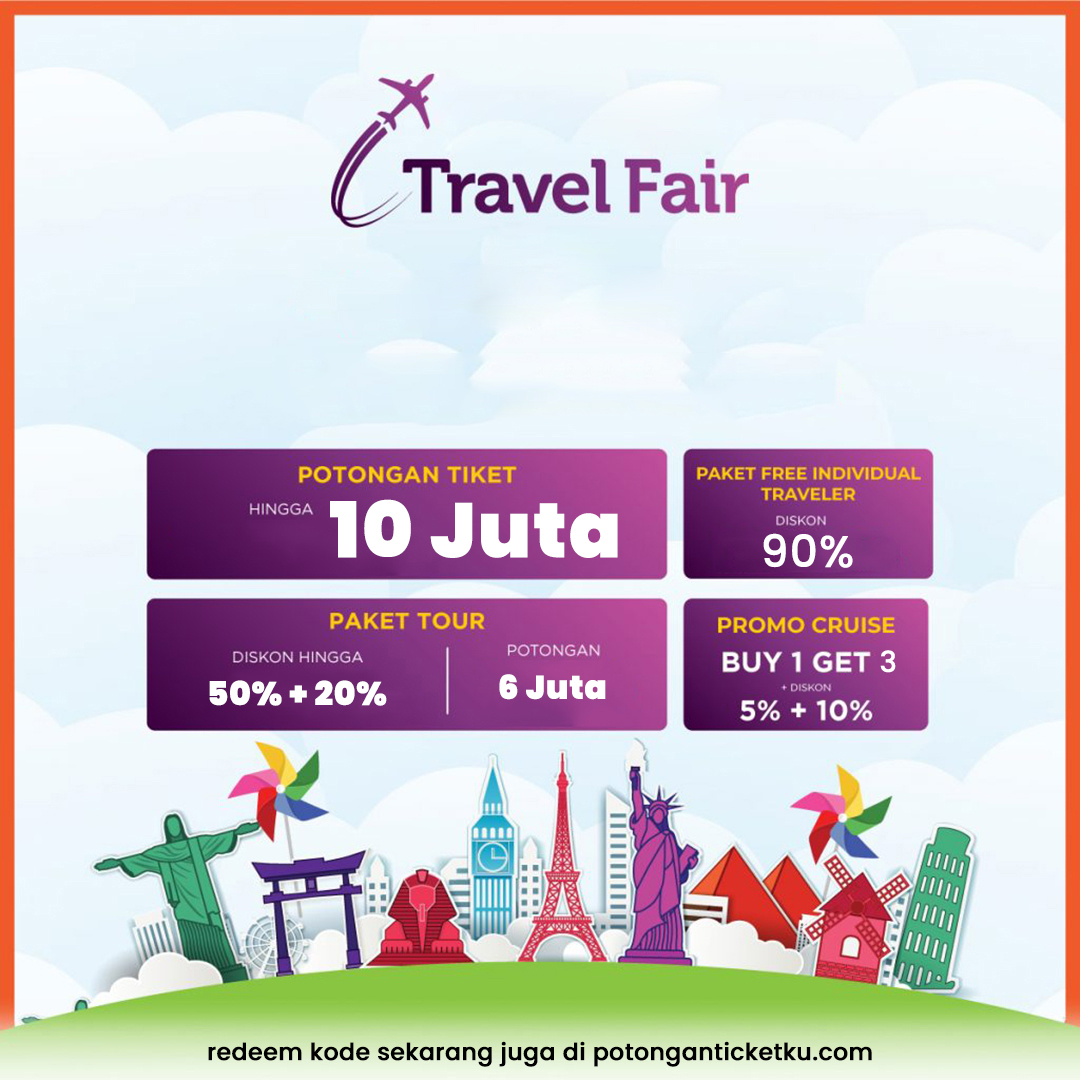 Travel Fair
POTONGAN TIKET
HINGGA 10 Juta
PAKET FREE INDIVIDUAL
TRAVELER
DISKON
90%
PAKET TOUR
DISKON HINGGA
50% + 20%
POTONGAN
6 Juta
PROMO CRUISE
BUY 1 GET 3
+ DISKON
5% + 10%
redeem kode sekarang juga di potonganticketku.com